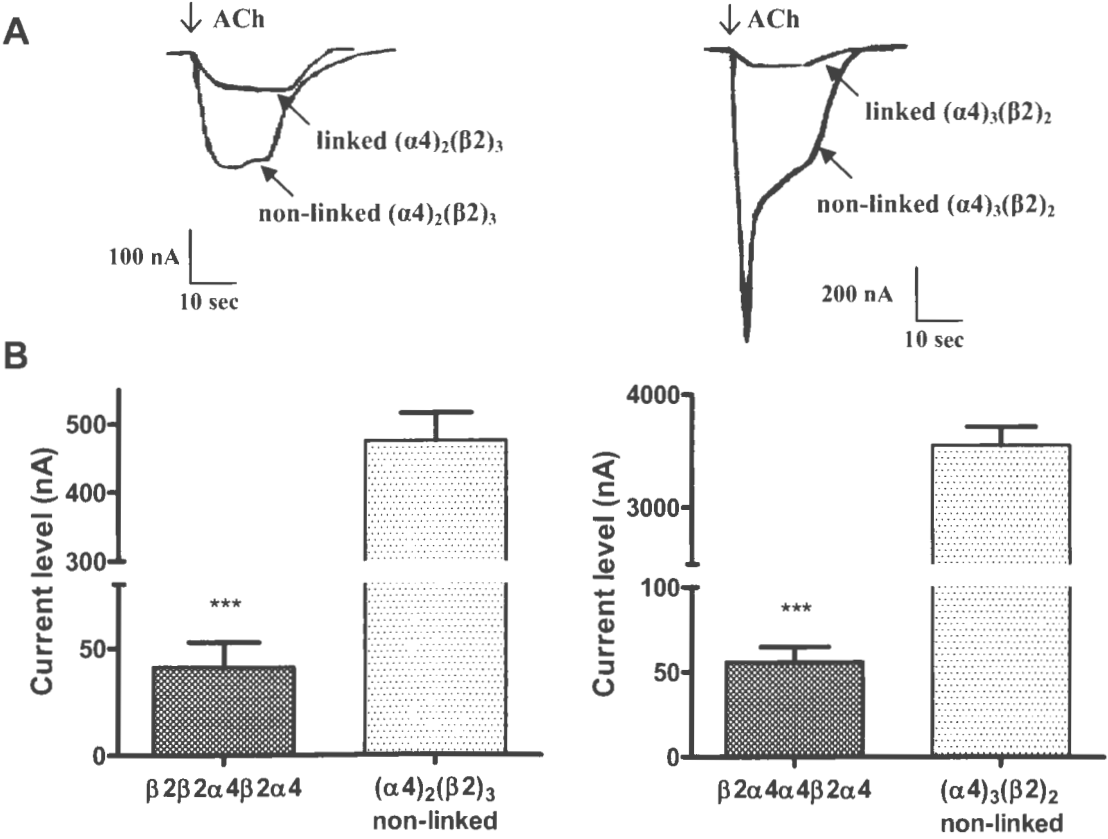 A
ACh
linked (α4)₂(β2)₃
non-linked (α4)₂(β2)₃
100 nA
10 sec
ACh
linked (α4)₃(β2)₂
non-linked (α4)₃(β2)₂
200 nA
10 sec
B
Current level (nA)
500
400
300
50
0
***
β2β2α4β2α4
(α4)₂(β2)₃
non-linked
Current level (nA)
4000
3000
100
50
0
***
β2α4α4β2α4
(α4)₃(β2)₂
non-linked